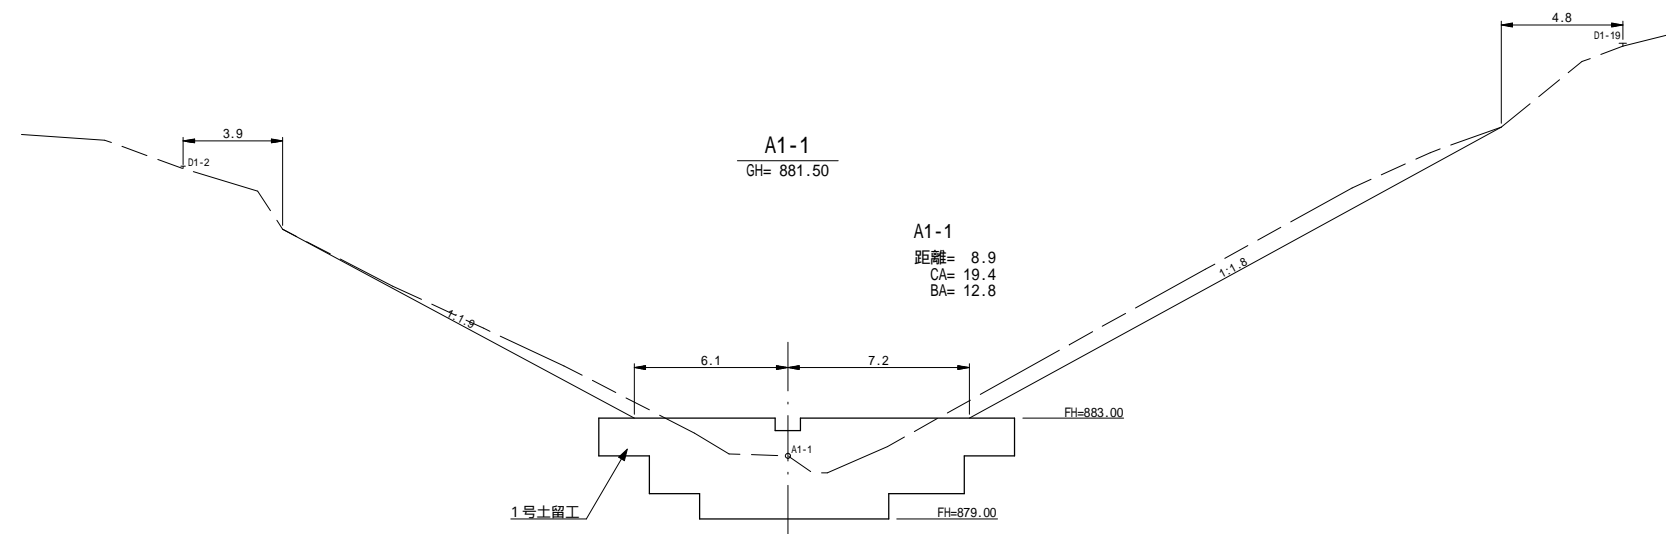 4.8
D1-19
3.9
D1-2
A1-1
GH= 881.50
A1-1
距離= 8.9
CA= 19.4
BA= 12.8
1:1.8
1:1.9
6.1
7.2
FH=883.00
A1-1
1号土留工
FH=879.00